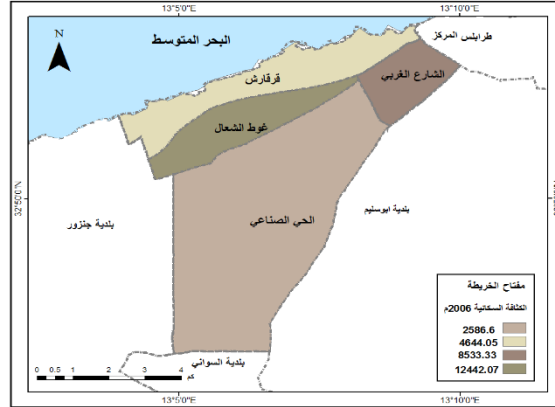 13°5'0"E
13°10'0"E
البحر المتوسط
طرابلس المركز
N
قرقارش
الشارع الغربي
غوط الشعال
32°50'0"N
الحي الصناعي
بلدية ابوسليم
بلدية جنزور
مفتاح الخريطة
الكثافة السكانية 2006م
2586.6
4644.05
8533.33
12442.07
بلدية السواني
0 0.5 1 2 3 4
كم
13°5'0"E
13°10'0"E